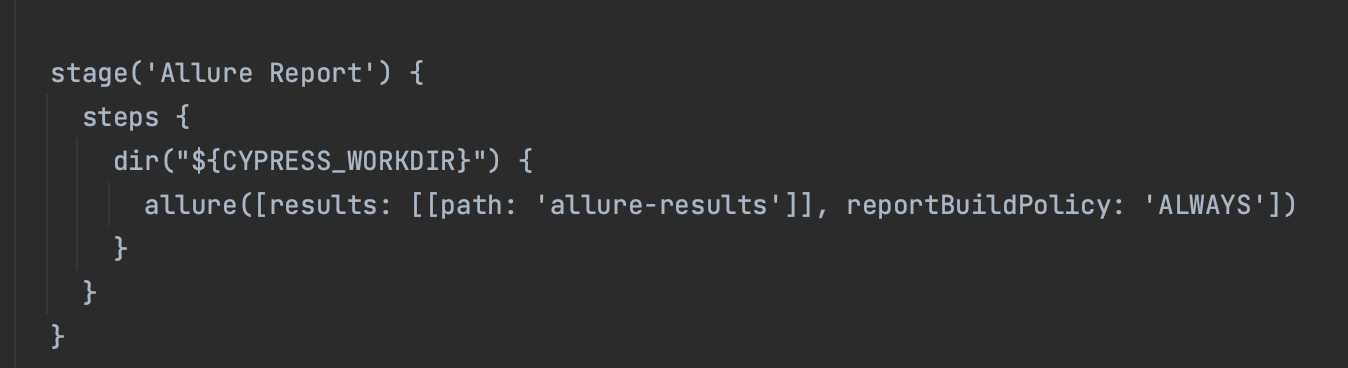 stage('Allure Report') {
  steps {
    dir("${CYPRESS_WORKDIR}") {
      allure([results: [[path: 'allure-results']], reportBuildPolicy: 'ALWAYS'])
    }
  }
}